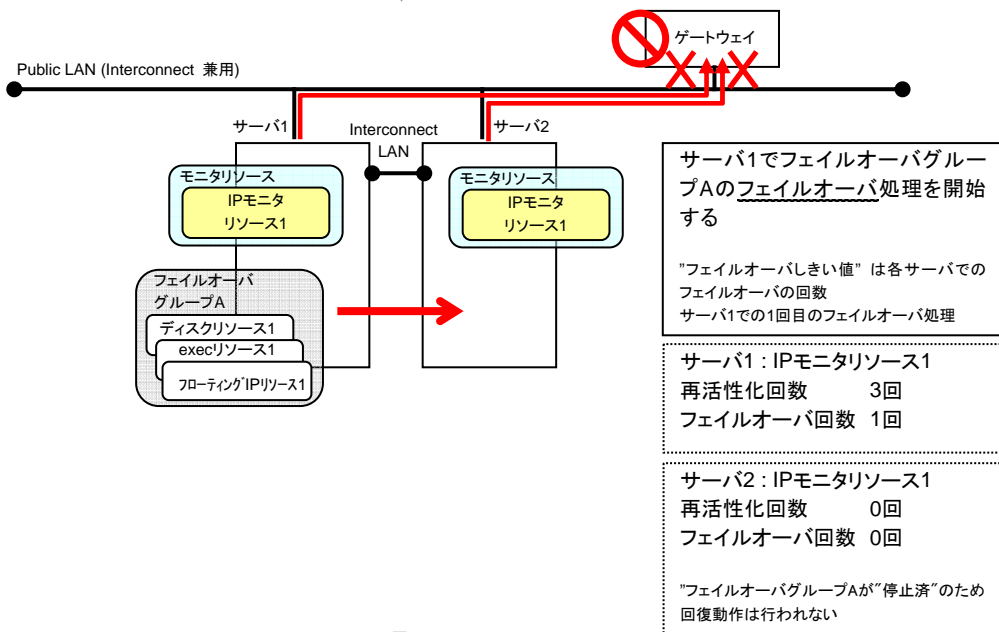 ゲートウェイ
Public LAN (Interconnect 兼用)
サーバ1
Interconnect
LAN
サーバ2
モニタリソース
IPモニタ
リソース1
モニタリソース
IPモニタ
リソース1
フェイルオーバ
グループA
ディスクリソース1
execリソース1
フローティングIPリソース1
サーバ1でフェイルオーバグルー
プAのフェイルオーバ処理を開始
する
"フェイルオーバしきい値" は各サーバでの
フェイルオーバの回数
サーバ1での1回目のフェイルオーバ処理
サーバ1 : IPモニタリソース1
再活性化回数 3回
フェイルオーバ回数 1回
サーバ2 : IPモニタリソース1
再活性化回数 0回
フェイルオーバ回数 0回
"フェイルオーバグループAが"停止済"のため
回復動作は行われない